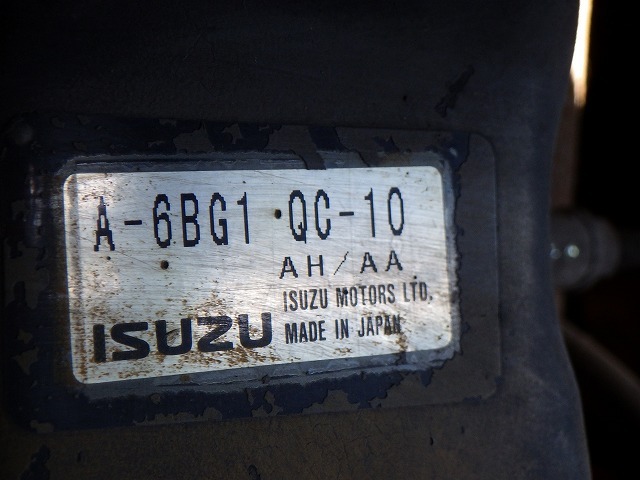 A-6BG1 QC-10
AH/AA
ISUZU MOTORS LTD.
ISUZU MADE IN JAPAN